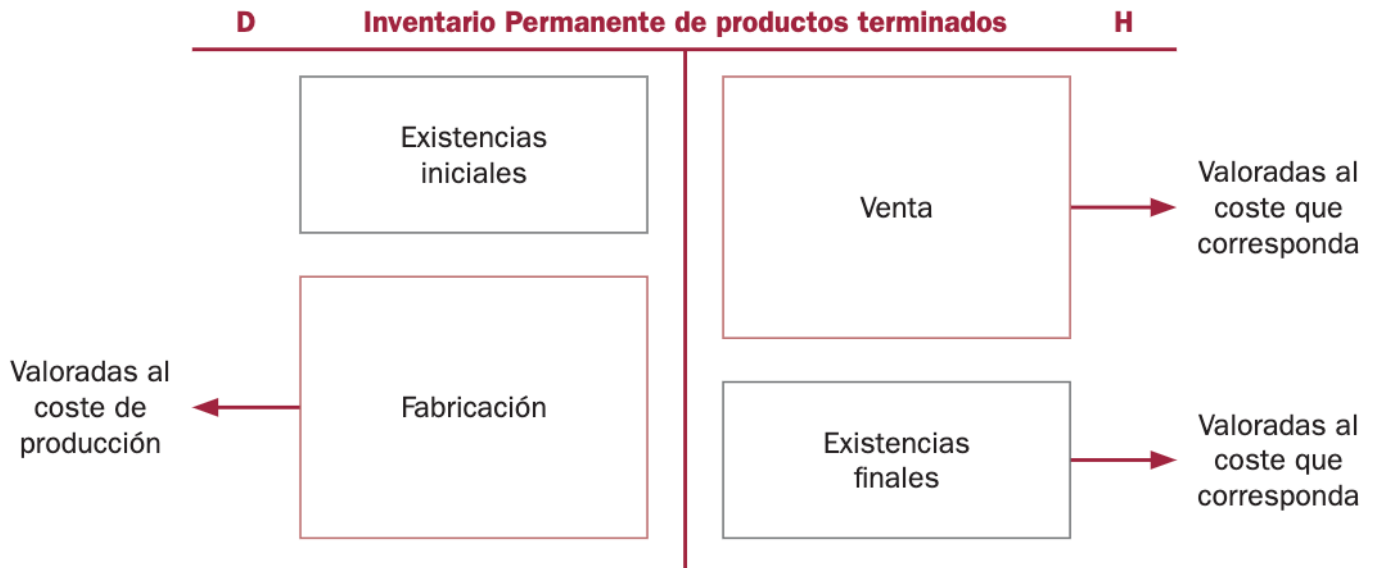 D Inventario Permanente de productos terminados H
Existencias
iniciales
Venta
Valoradas al
coste que
corresponda
Valoradas al
coste de
producción
Fabricación
Existencias
finales
Valoradas al
coste que
corresponda